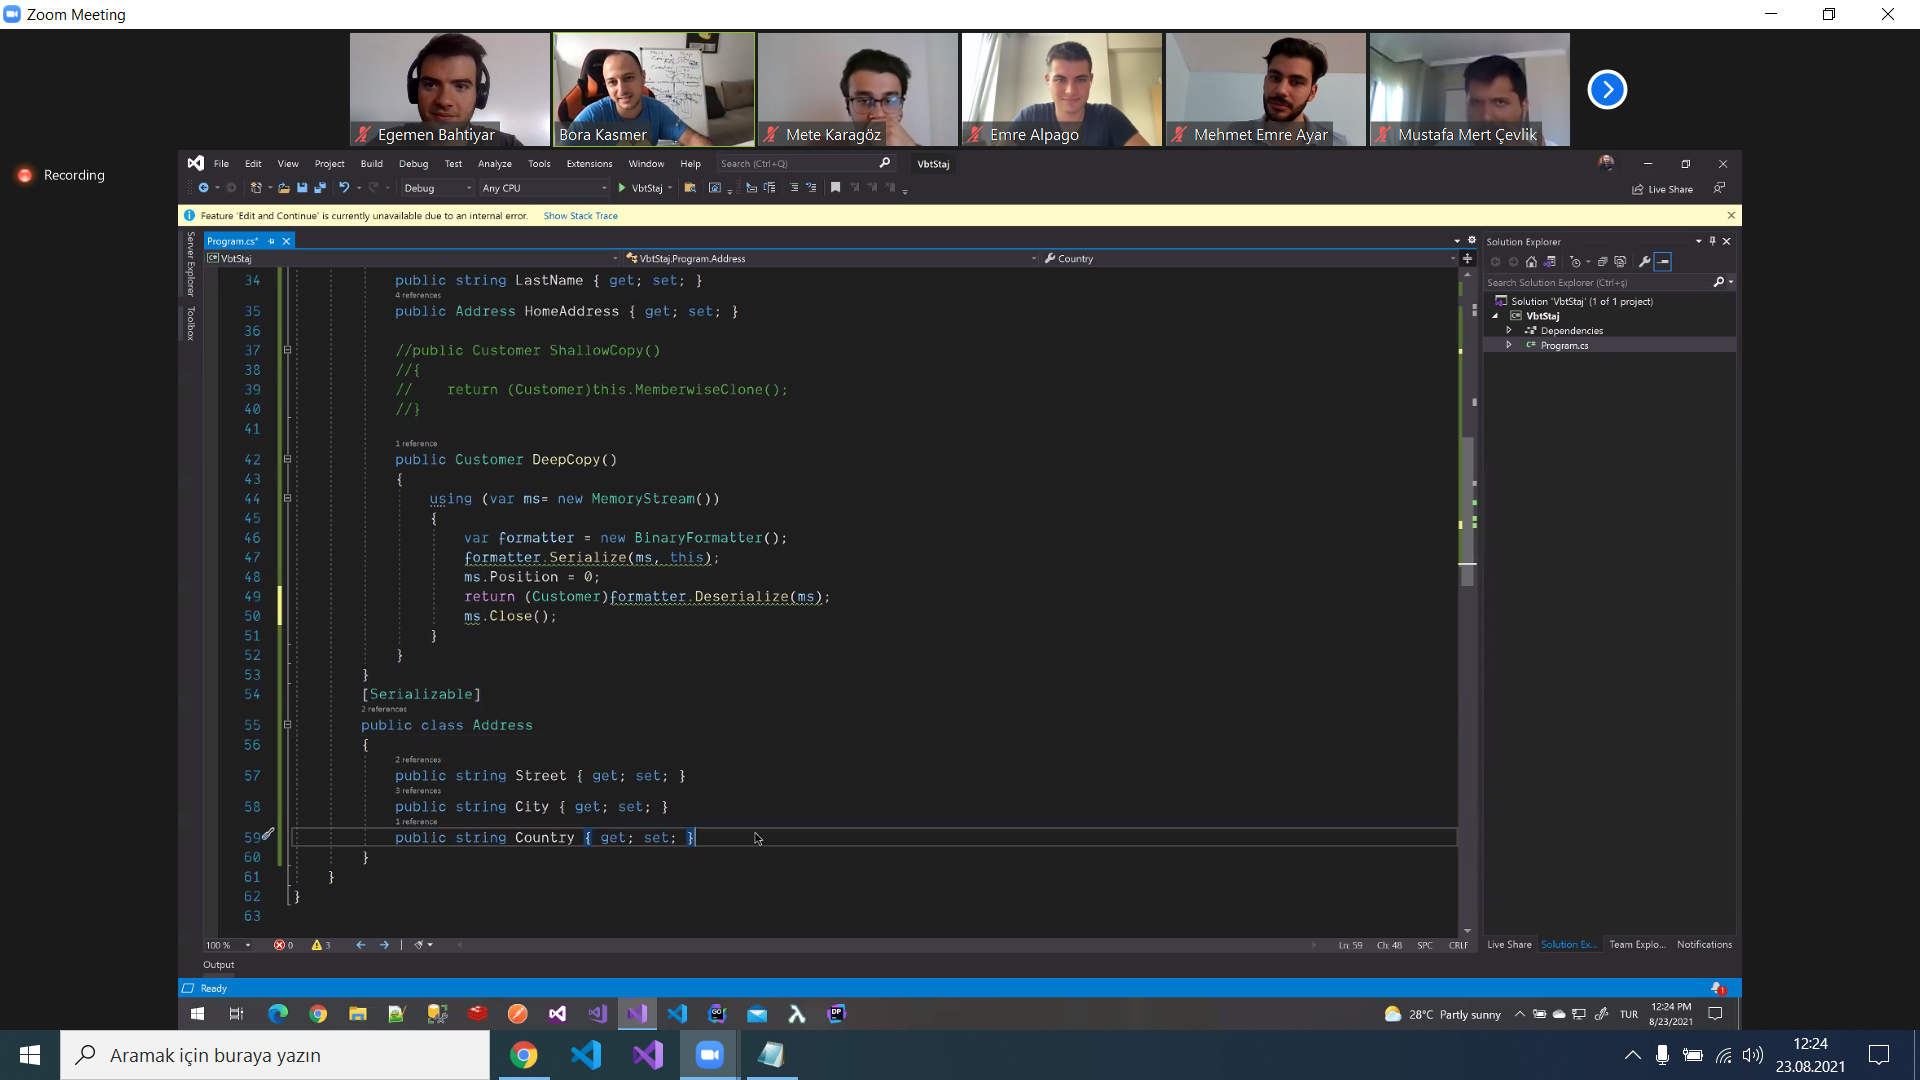 Zoom Meeting
Egemen Bahtiyar
Bora Kasmer
Mete Karagöz
Emre Alpago
Mehmet Emre Ayar
Mustafa Mert Çevlik
Recording
File Edit View Project Build Debug Test Analyze Tools Extensions Window Help Search (Ctrl+Q) VbtStaj
Debug Any CPU VbtStaj Live Share
Feature 'Edit and Continue' is currently unavailable due to an internal error. Show Stack Trace
Server Explorer
Toolbox
Program.cs*
VbtStaj VbtStaj.Program.Address Country
34 public string LastName { get; set; }
4 references
35 public Address HomeAddress { get; set; }
36
37 //public Customer ShallowCopy()
38 //{
39 // return (Customer)this.MemberwiseClone();
40 //}
41
1 reference
42 public Customer DeepCopy()
43 {
44 using (var ms= new MemoryStream())
45 {
46 var formatter = new BinaryFormatter();
47 formatter.Serialize(ms, this);
48 ms.Position = 0;
49 return (Customer)formatter.Deserialize(ms);
50 ms.Close();
51 }
52 }
53 }
54 [Serializable]
2 references
55 public class Address
56 {
2 references
57 public string Street { get; set; }
3 references
58 public string City { get; set; }
1 reference
59 public string Country { get; set; }
60 }
61 }
62 }
63
100 % 0 3 Ln: 59 Ch: 48 SPC CRLF
Output
Ready
Solution Explorer
Search Solution Explorer (Ctrl+ş)
Solution 'VbtStaj' (1 of 1 project)
VbtStaj
Dependencies
C# Program.cs
Live Share Solution Ex... Team Explo... Notifications
28°C Partly sunny TUR 12:24 PM
8/23/2021
Aramak için buraya yazın
12:24
23.08.2021